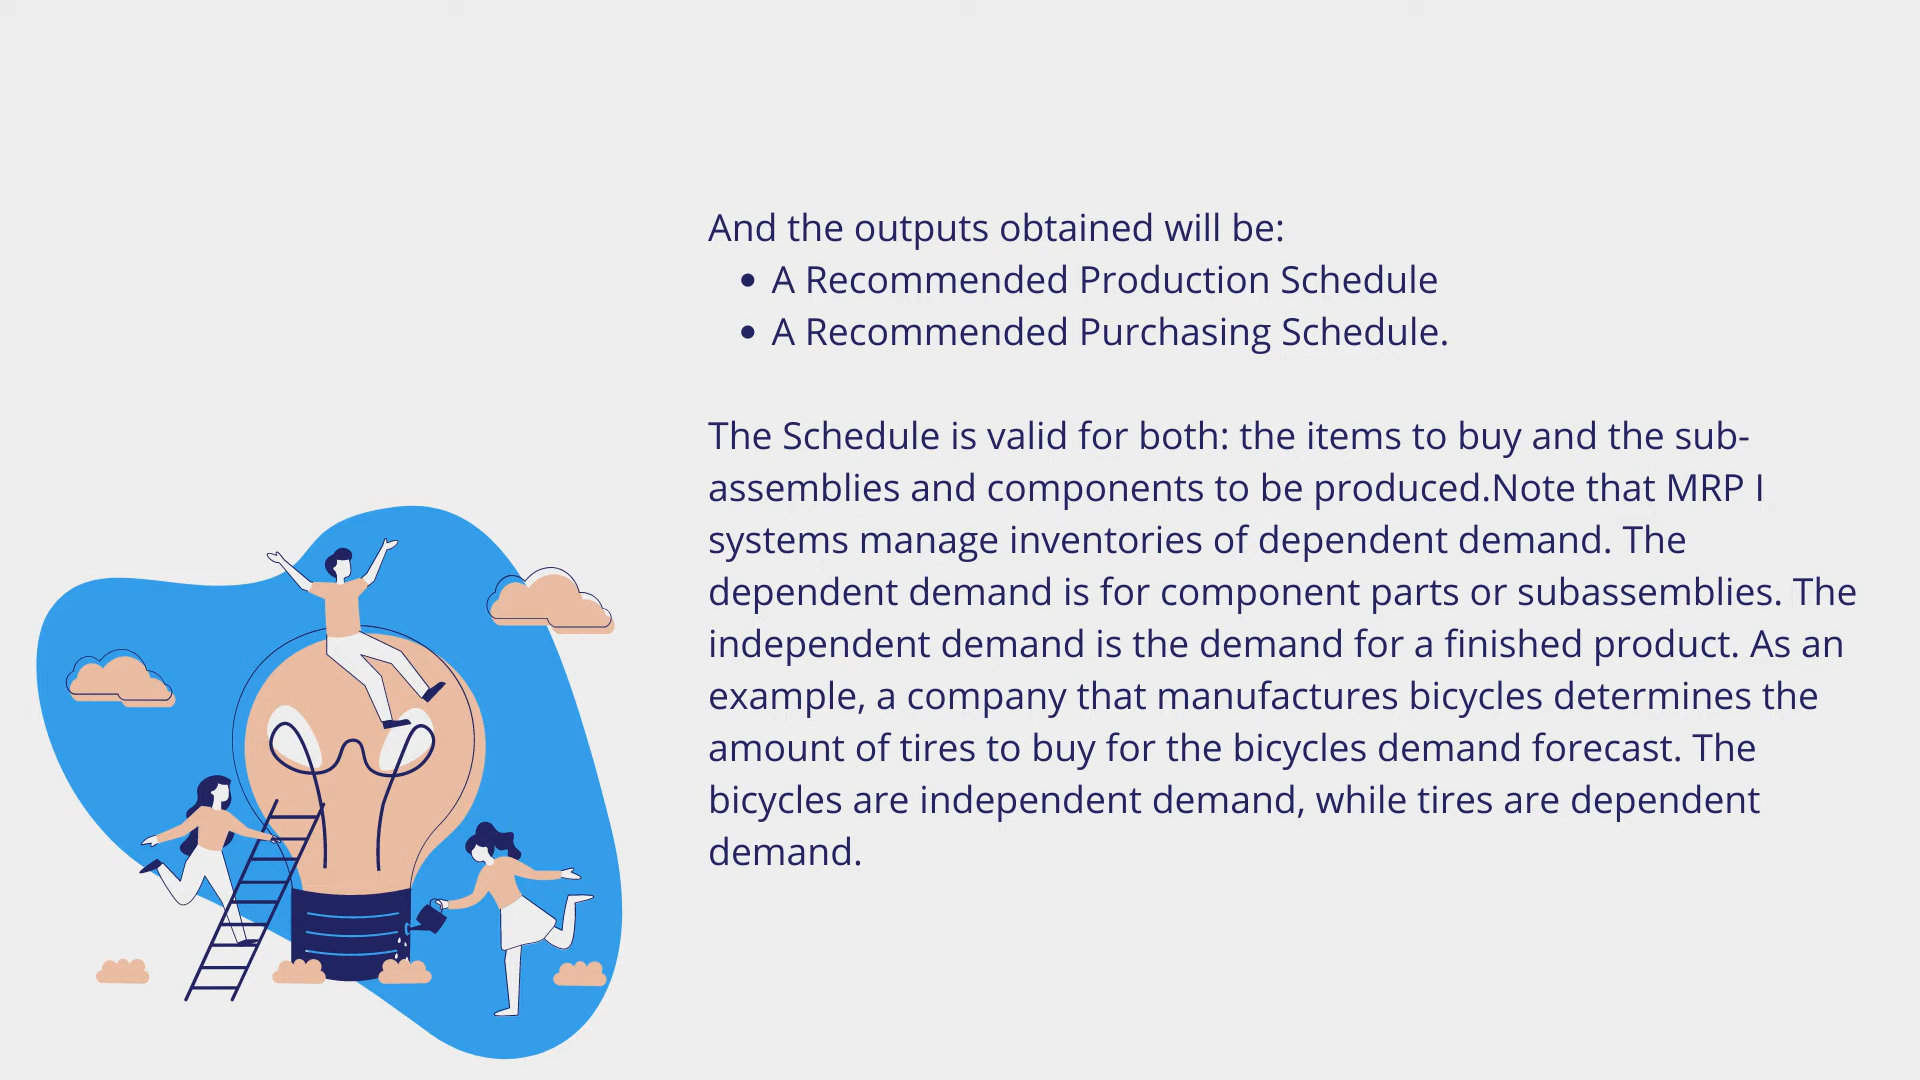 And the outputs obtained will be:
• A Recommended Production Schedule
• A Recommended Purchasing Schedule.
The Schedule is valid for both: the items to buy and the sub-
assemblies and components to be produced.Note that MRP I
systems manage inventories of dependent demand. The
dependent demand is for component parts or subassemblies. The
independent demand is the demand for a finished product. As an
example, a company that manufactures bicycles determines the
amount of tires to buy for the bicycles demand forecast. The
bicycles are independent demand, while tires are dependent
demand.